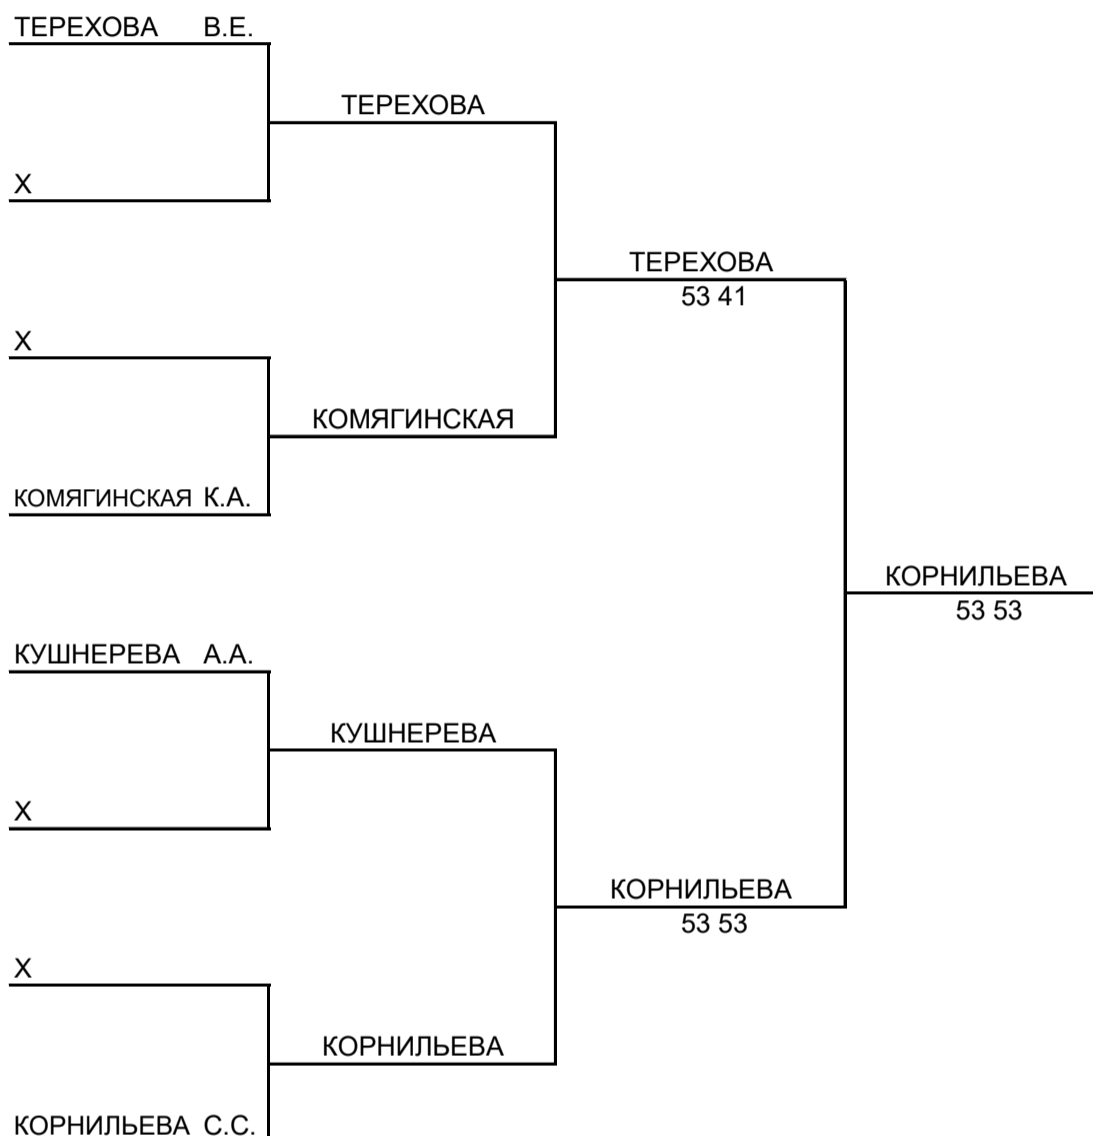 ТЕРЕХОВА В.Е.
ТЕРЕХОВА
X
ТЕРЕХОВА
53 41
X
КОМЯГИНСКАЯ
КОМЯГИНСКАЯ К.А.
КОРНИЛЬЕВА
53 53
КУШНЕРЕВА А.А.
КУШНЕРЕВА
X
КОРНИЛЬЕВА
53 53
X
КОРНИЛЬЕВА
КОРНИЛЬЕВА С.С.